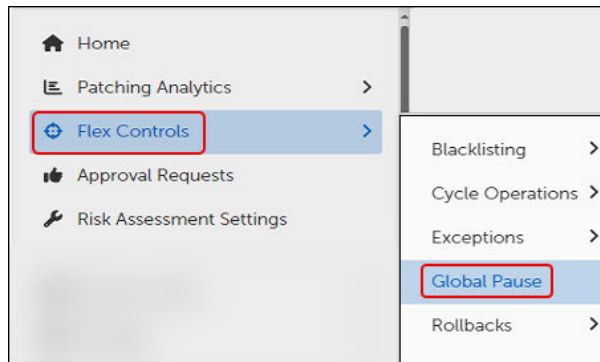 Home
Patching Analytics
Flex Controls
Approval Requests
Risk Assessment Settings
Blacklisting
Cycle Operations
Exceptions
Global Pause
Rollbacks